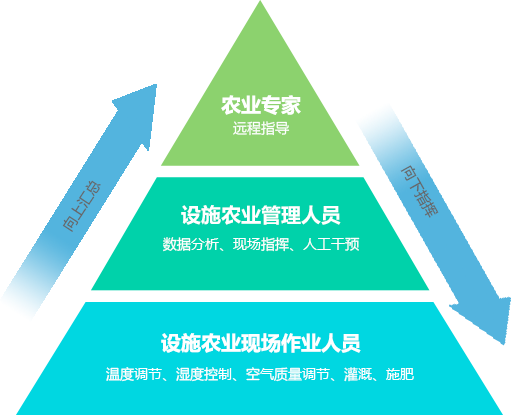 农业专家
远程指导
向上汇总
向下指挥
设施农业管理人员
数据分析、现场指挥、人工干预
设施农业现场作业人员
温度调节、湿度控制、空气质量调节、灌溉、施肥